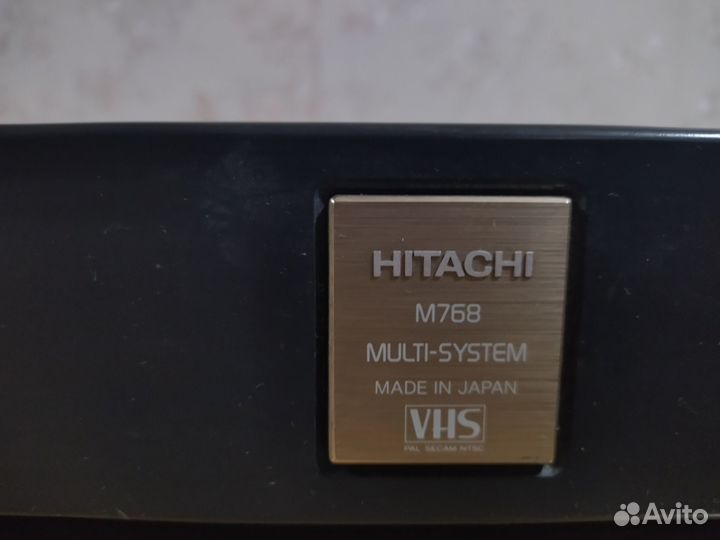 HITACHI
M768
MULTI-SYSTEM
MADE IN JAPAN
VHS
PAL SECAM NTSC
Avito